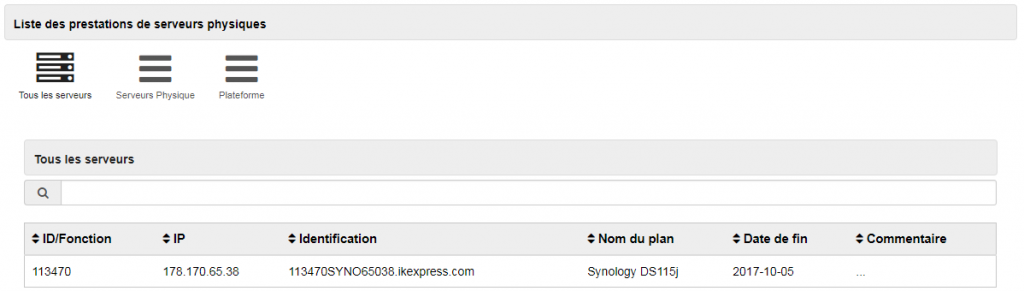 Liste des prestations de serveurs physiques
Tous les serveurs Serveurs Physique Plateforme
Tous les serveurs
ID/Fonction IP Identification Nom du plan Date de fin Commentaire
113470 178.170.65.38 113470SYNO65038.ikexpress.com Synology DS115j 2017-10-05 ...